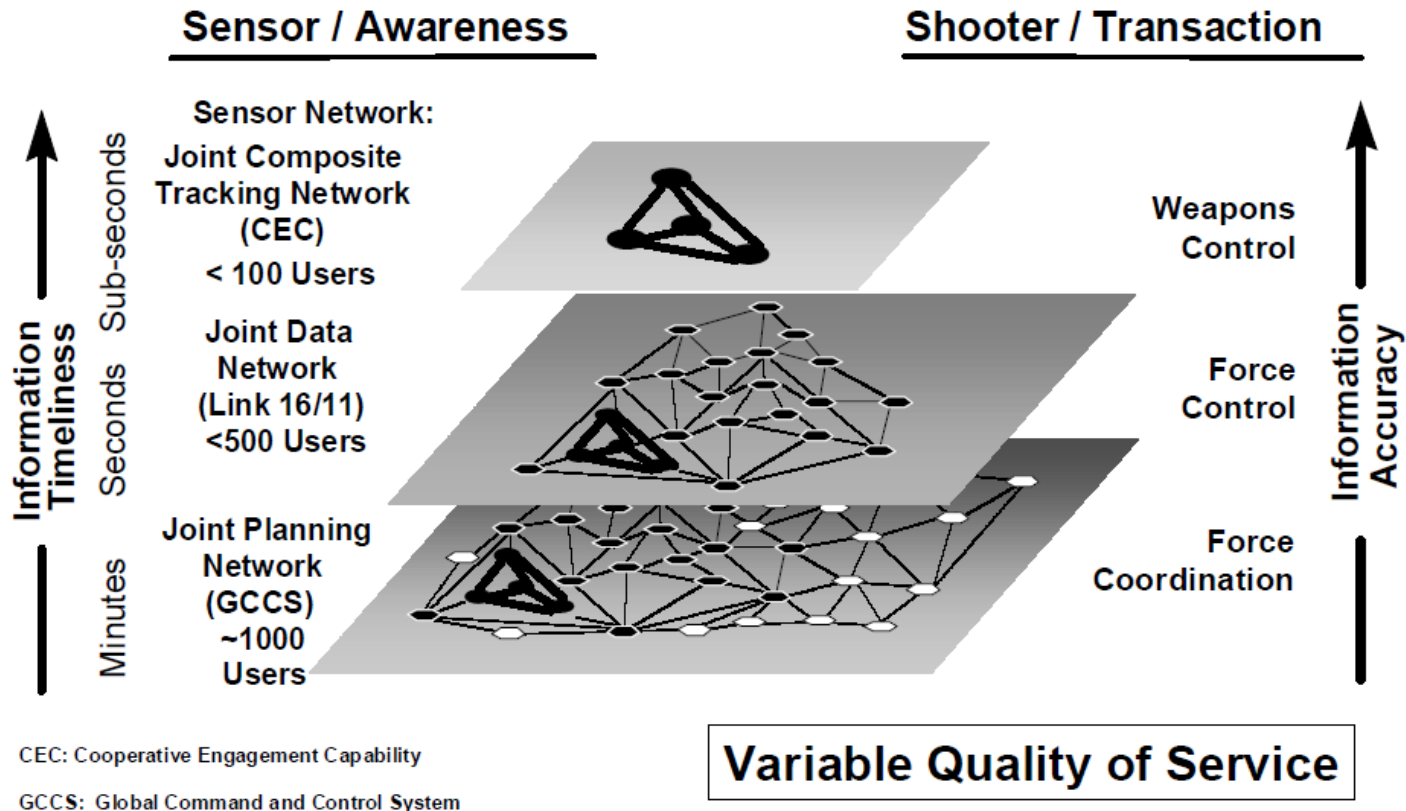 Sensor / Awareness
Shooter / Transaction
Sensor Network:
Joint Composite
Tracking Network
(CEC)
< 100 Users
Weapons
Control
Sub-seconds
Joint Data
Network
(Link 16/11)
<500 Users
Force
Control
Seconds
Information
Timeliness
Information
Accuracy
Joint Planning
Network
(GCCS)
~1000
Users
Force
Coordination
Minutes
CEC: Cooperative Engagement Capability
GCCS: Global Command and Control System
Variable Quality of Service